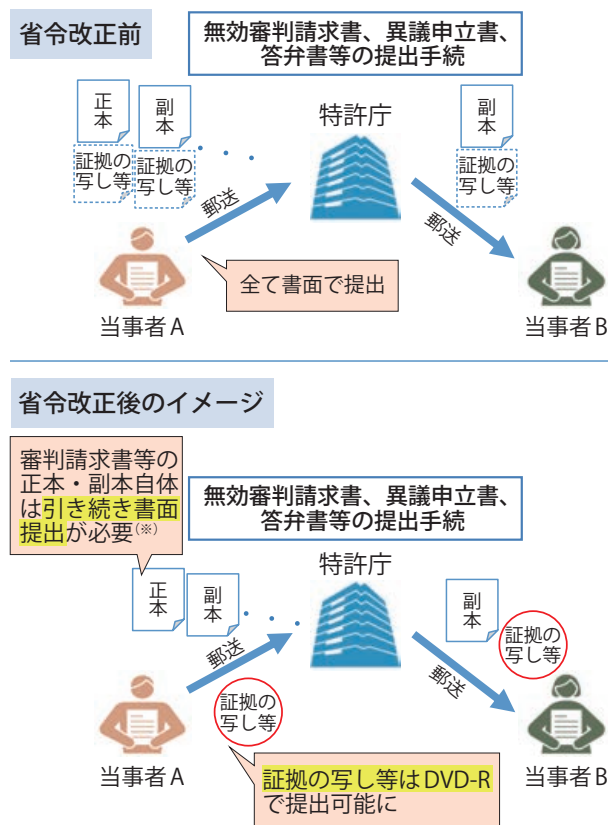 省令改正前
無効審判請求書、異議申立書、
答弁書等の提出手続
正本
副本
証拠の
写し等
証拠の
写し等
・・・・
特許庁
副本
証拠の
写し等
郵送
郵送
全て書面で提出
当事者A
当事者B
省令改正後のイメージ
審判請求書等の
正本・副本自体
は引き続き書面
提出が必要(※)
無効審判請求書、異議申立書、
答弁書等の提出手続
正本
副本
・・・・
特許庁
副本
証拠の
写し等
郵送
郵送
証拠の
写し等
当事者A
証拠の写し等はDVD-R
で提出可能に
当事者B